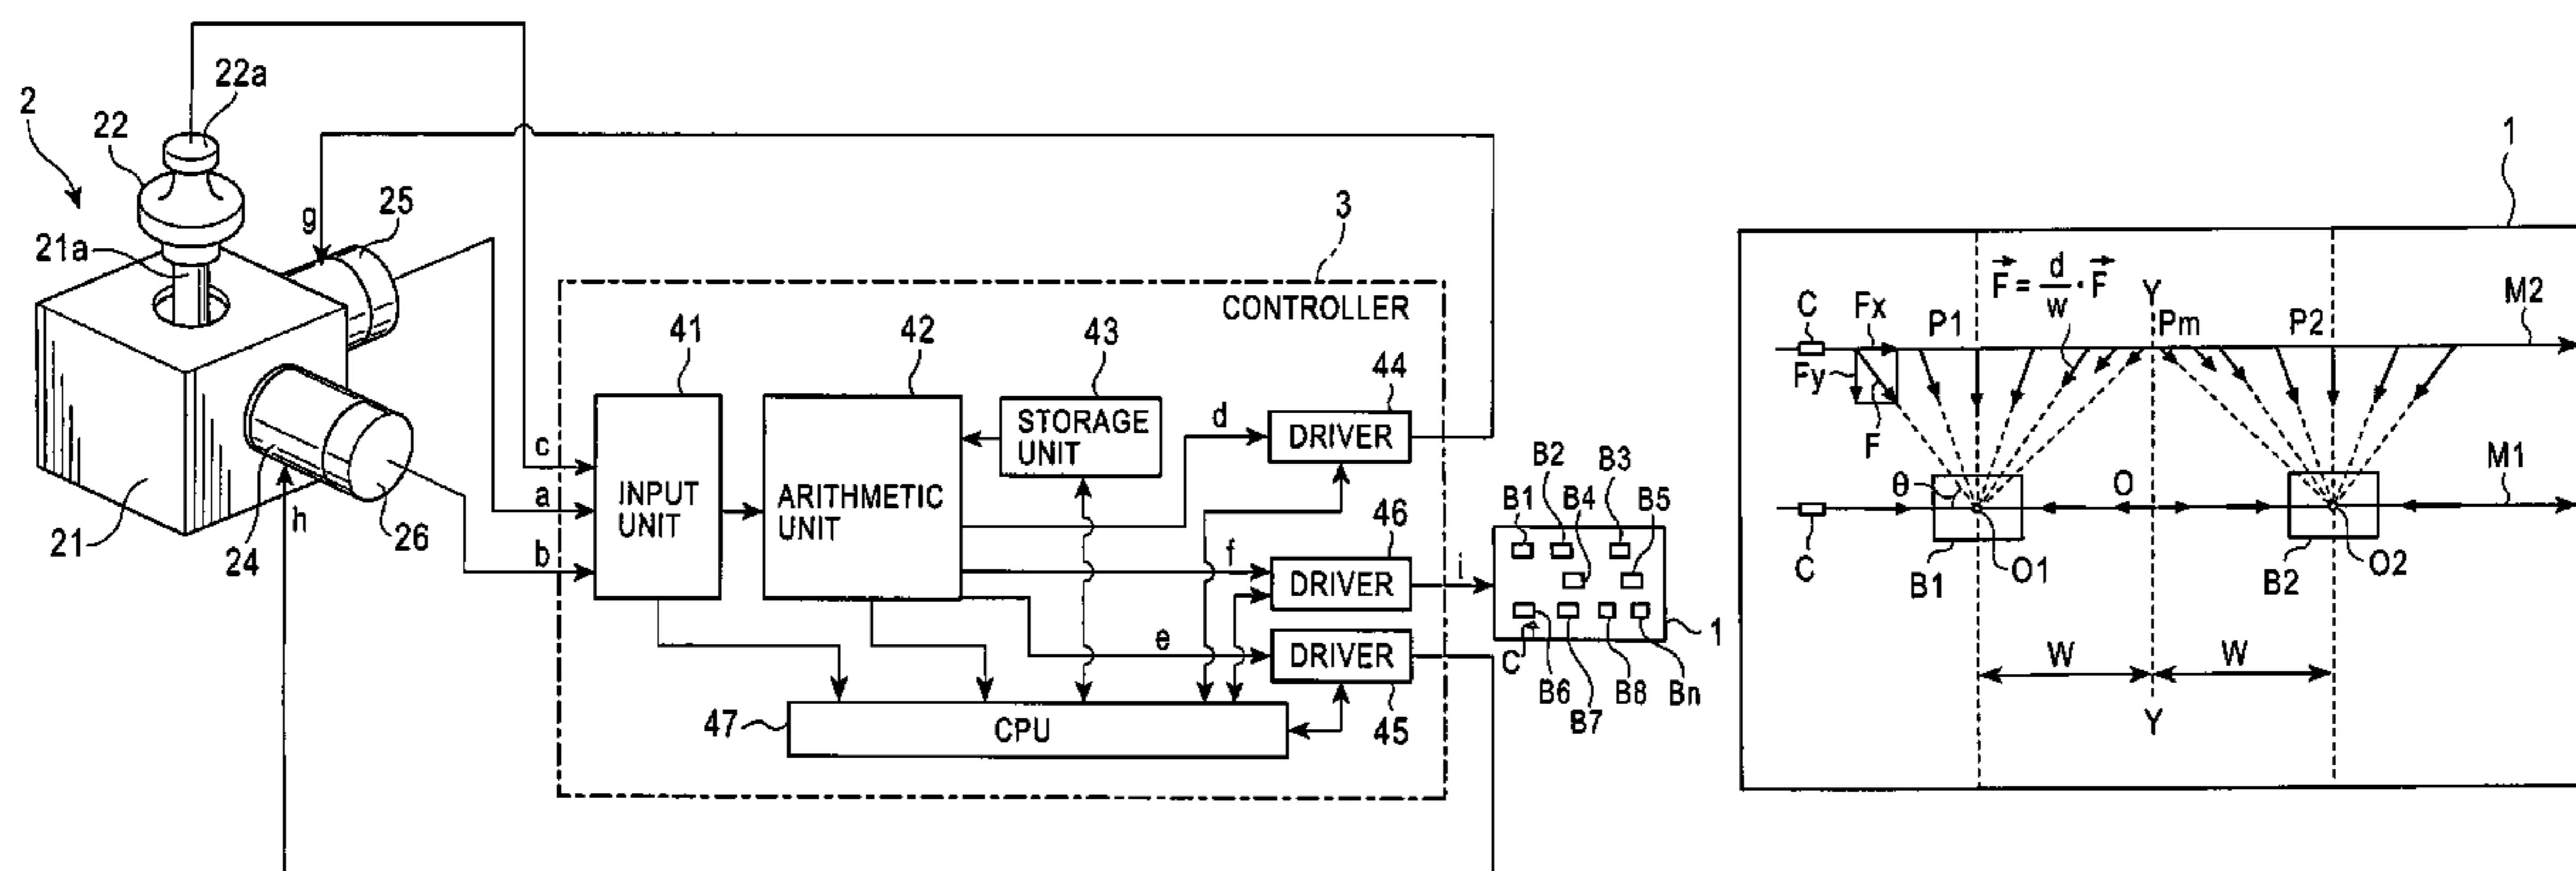 2
22
22a
21a
g
25
21
24
h
26
c
a
b
3
CONTROLLER
41
INPUT
UNIT
42
ARITHMETIC
UNIT
43
STORAGE
UNIT
44
d
DRIVER
46
f
DRIVER
i
e
DRIVER
45
47
CPU
B1
B2
B3
B4
B5
C
B6
B7
B8
Bn
1
1
F = d/w · F
C
Fx
P1
w
Y
Pm
P2
M2
Fy
F
θ
O
M1
C
B1
O1
B2
O2
W
W
Y